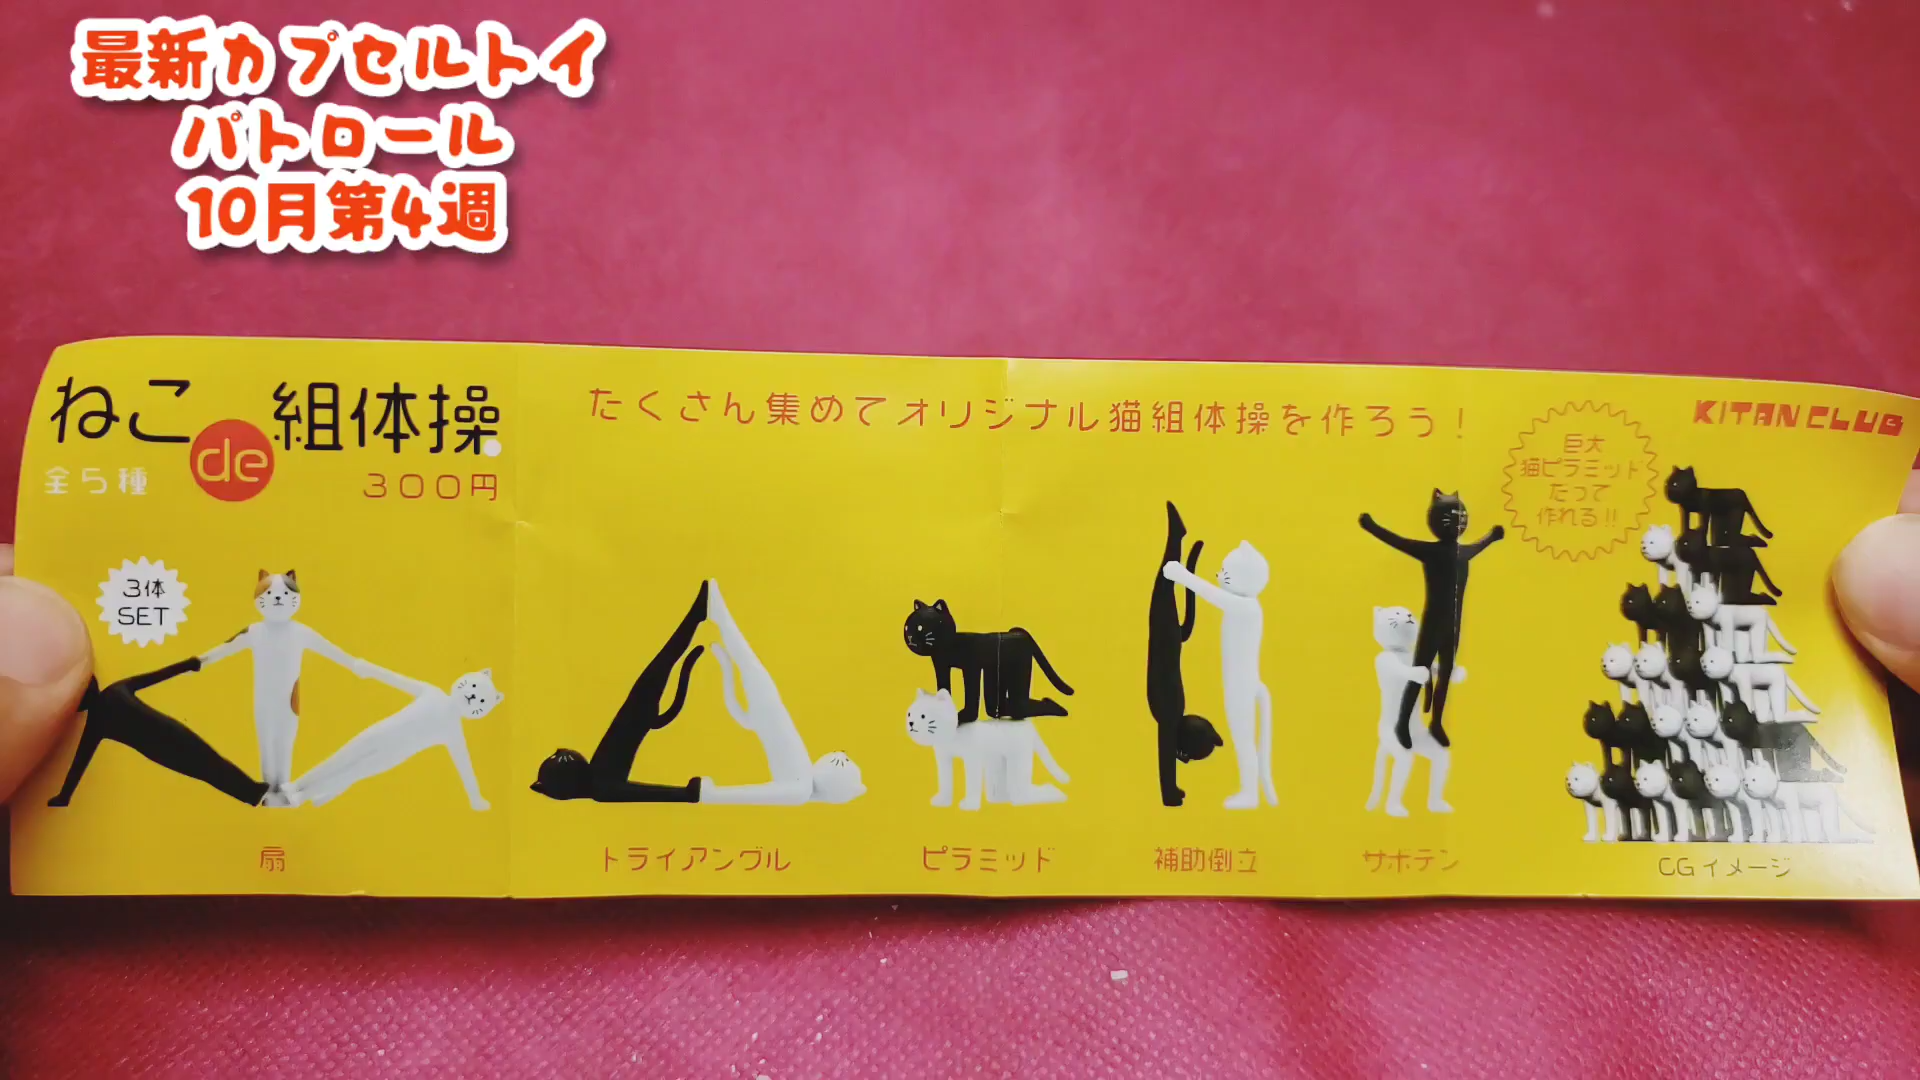 最新カプセルトイ
パトロール
10月第4週
ねこde組体操。
全5種
300円
たくさん集めてオリジナル猫組体操を作ろう！
巨大
猫ピラミッド
だって
作れる!!
KITAN CLUB
3体
SET
扇
トライアングル
ピラミッド
補助倒立
サボテン
CGイメージ